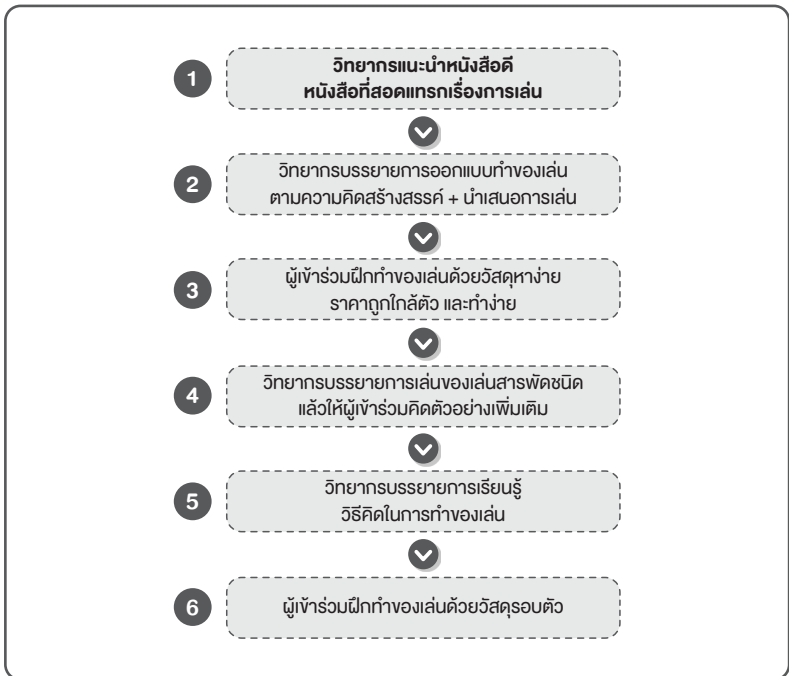 1
วิทยากรแนะนำหนังสือดี
หนังสือที่สอดแทรกเรื่องการเล่น
2
วิทยากรบรรยายการออกแบบทำของเล่น
ตามความคิดสร้างสรรค์ + นำเสนอการเล่น
3
ผู้เข้าร่วมฝึกทำของเล่นด้วยวัสดุหาง่าย
ราคาถูกใกล้ตัว และทำง่าย
4
วิทยากรบรรยายการเล่นของเล่นสารพัดชนิด
แล้วให้ผู้เข้าร่วมคิดตัวอย่างเพิ่มเติม
5
วิทยากรบรรยายการเรียนรู้
วิธีคิดในการทำของเล่น
6
ผู้เข้าร่วมฝึกทำของเล่นด้วยวัสดุรอบตัว